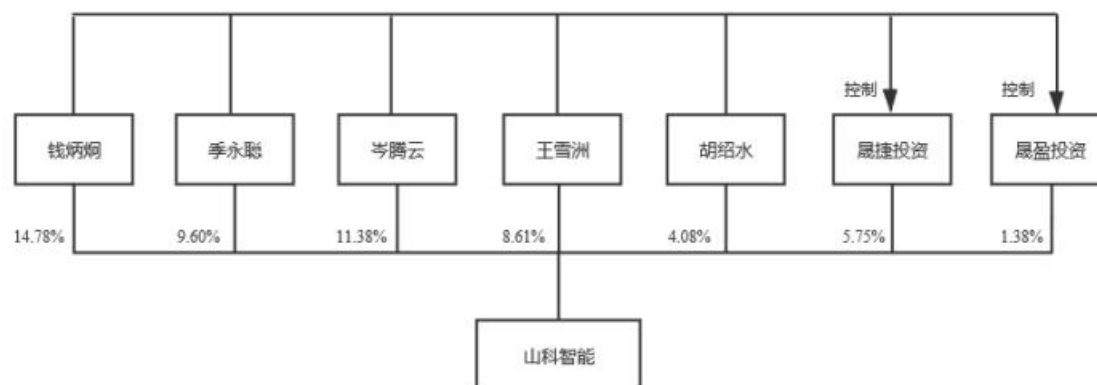 控制 控制
钱炳炯 季永聪 岑腾云 王雪洲 胡绍水 晟捷投资 晟盈投资
14.78% 9.60% 11.38% 8.61% 4.08% 5.75% 1.38%
山科智能